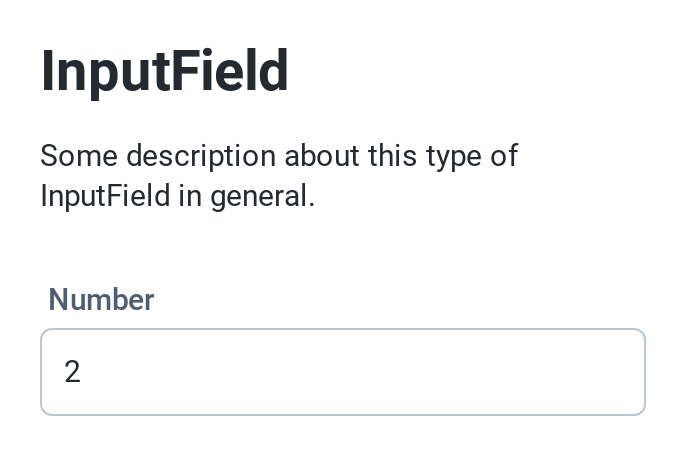 InputField
Some description about this type of
InputField in general.
Number
2